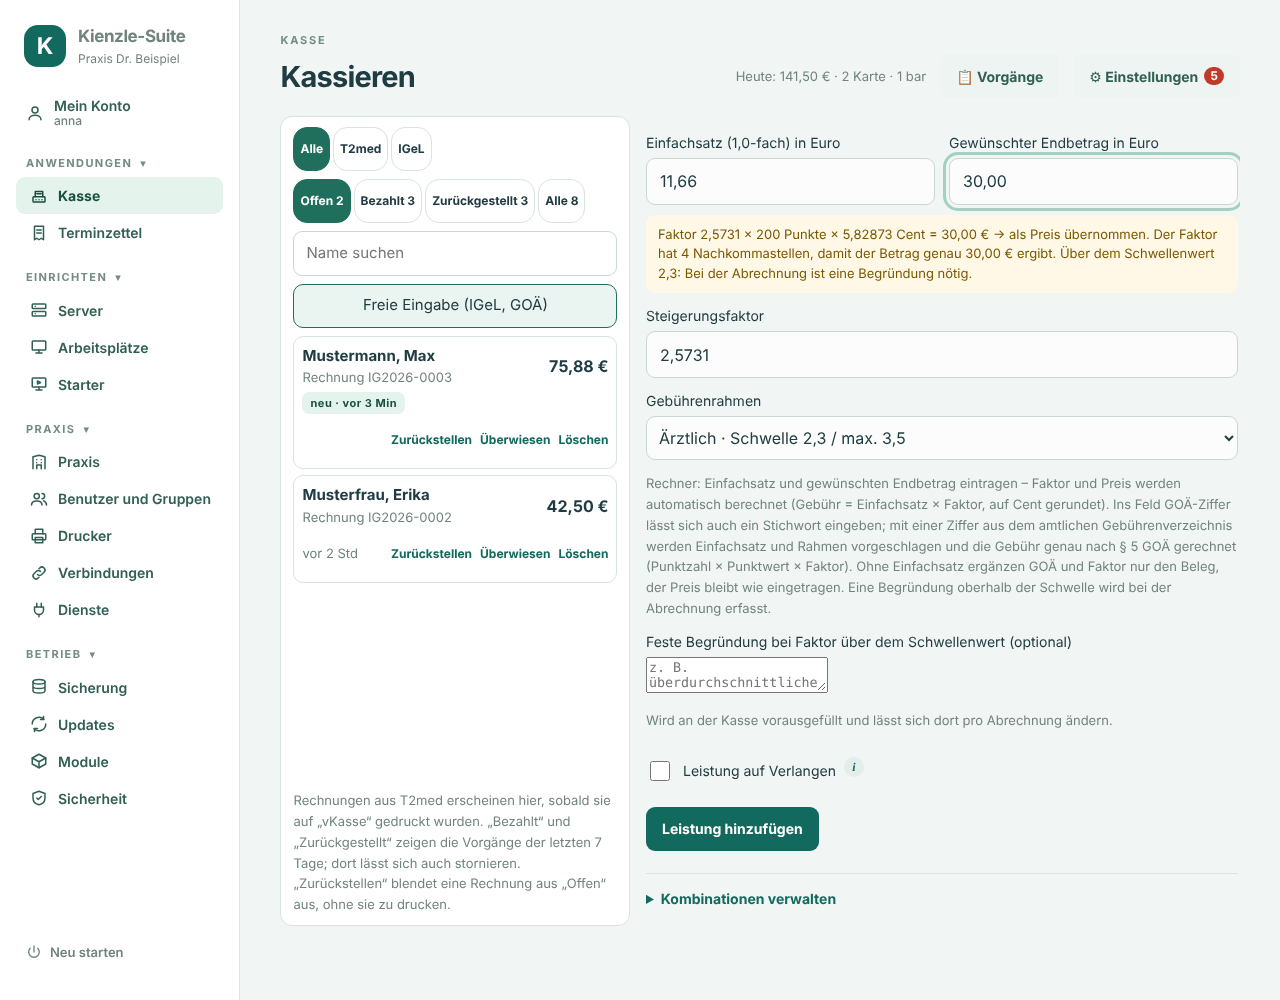 K
Kienzle-Suite
Praxis Dr. Beispiel
Mein Konto
anna
ANWENDUNGEN ▾
Kasse
Terminzettel
EINRICHTEN ▾
Server
Arbeitsplätze
Starter
PRAXIS ▾
Praxis
Benutzer und Gruppen
Drucker
Verbindungen
Dienste
BETRIEB ▾
Sicherung
Updates
Module
Sicherheit
Neu starten
KASSE
Kassieren
Heute: 141,50 € · 2 Karte · 1 bar
📋 Vorgänge
⚙ Einstellungen 5
Alle T2med IGeL
Offen 2 Bezahlt 3 Zurückgestellt 3 Alle 8
Name suchen
Freie Eingabe (IGeL, GOÄ)
Mustermann, Max
75,88 €
Rechnung IG2026-0003
neu · vor 3 Min
Zurückstellen Überwiesen Löschen
Musterfrau, Erika
42,50 €
Rechnung IG2026-0002
vor 2 Std Zurückstellen Überwiesen Löschen
Rechnungen aus T2med erscheinen hier, sobald sie
auf „vKasse“ gedruckt wurden. „Bezahlt“ und
„Zurückgestellt“ zeigen die Vorgänge der letzten 7
Tage; dort lässt sich auch stornieren.
„Zurückstellen“ blendet eine Rechnung aus „Offen“
aus, ohne sie zu drucken.
Einfachsatz (1,0-fach) in Euro
11,66
Gewünschter Endbetrag in Euro
30,00
Faktor 2,5731 × 200 Punkte × 5,82873 Cent = 30,00 € → als Preis übernommen. Der Faktor
hat 4 Nachkommastellen, damit der Betrag genau 30,00 € ergibt. Über dem Schwellenwert
2,3: Bei der Abrechnung ist eine Begründung nötig.
Steigerungsfaktor
2,5731
Gebührenrahmen
Ärztlich · Schwelle 2,3 / max. 3,5
Rechner: Einfachsatz und gewünschten Endbetrag eintragen – Faktor und Preis werden
automatisch berechnet (Gebühr = Einfachsatz × Faktor, auf Cent gerundet). Ins Feld GOÄ-Ziffer
lässt sich auch ein Stichwort eingeben; mit einer Ziffer aus dem amtlichen Gebührenverzeichnis
werden Einfachsatz und Rahmen vorgeschlagen und die Gebühr genau nach § 5 GOÄ gerechnet
(Punktzahl × Punktwert × Faktor). Ohne Einfachsatz ergänzen GOÄ und Faktor nur den Beleg,
der Preis bleibt wie eingetragen. Eine Begründung oberhalb der Schwelle wird bei der
Abrechnung erfasst.
Feste Begründung bei Faktor über dem Schwellenwert (optional)
z. B.
überdurchschnittliche
Wird an der Kasse vorausgefüllt und lässt sich dort pro Abrechnung ändern.
Leistung auf Verlangen i
Leistung hinzufügen
▶ Kombinationen verwalten